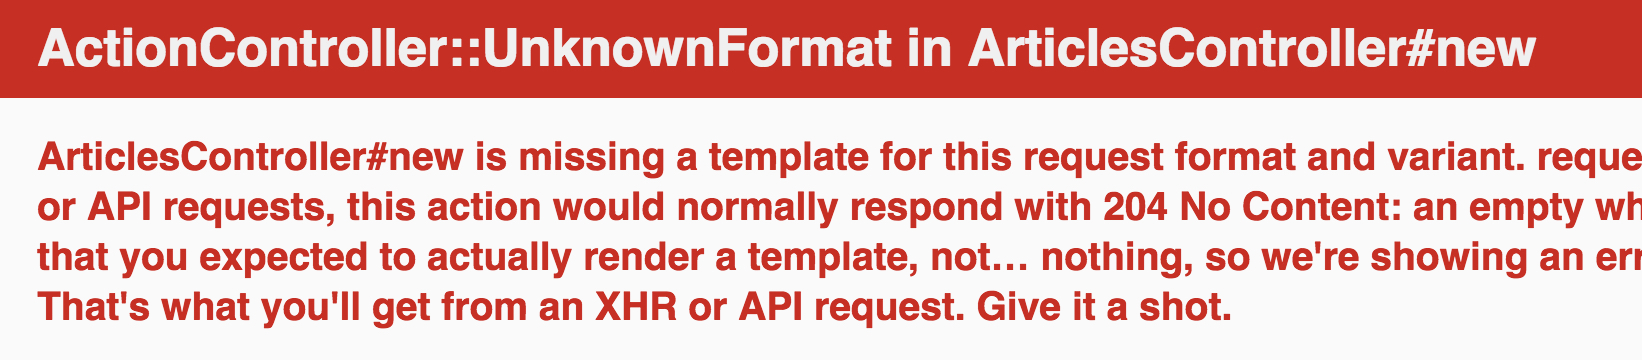 ActionController::UnknownFormat in ArticlesController#new
ArticlesController#new is missing a template for this request format and variant.
or API requests, this action would normally respond with 204 No Content: an empty
that you expected to actually render a template, not… nothing, so we're showing an
That's what you'll get from an XHR or API request. Give it a shot.